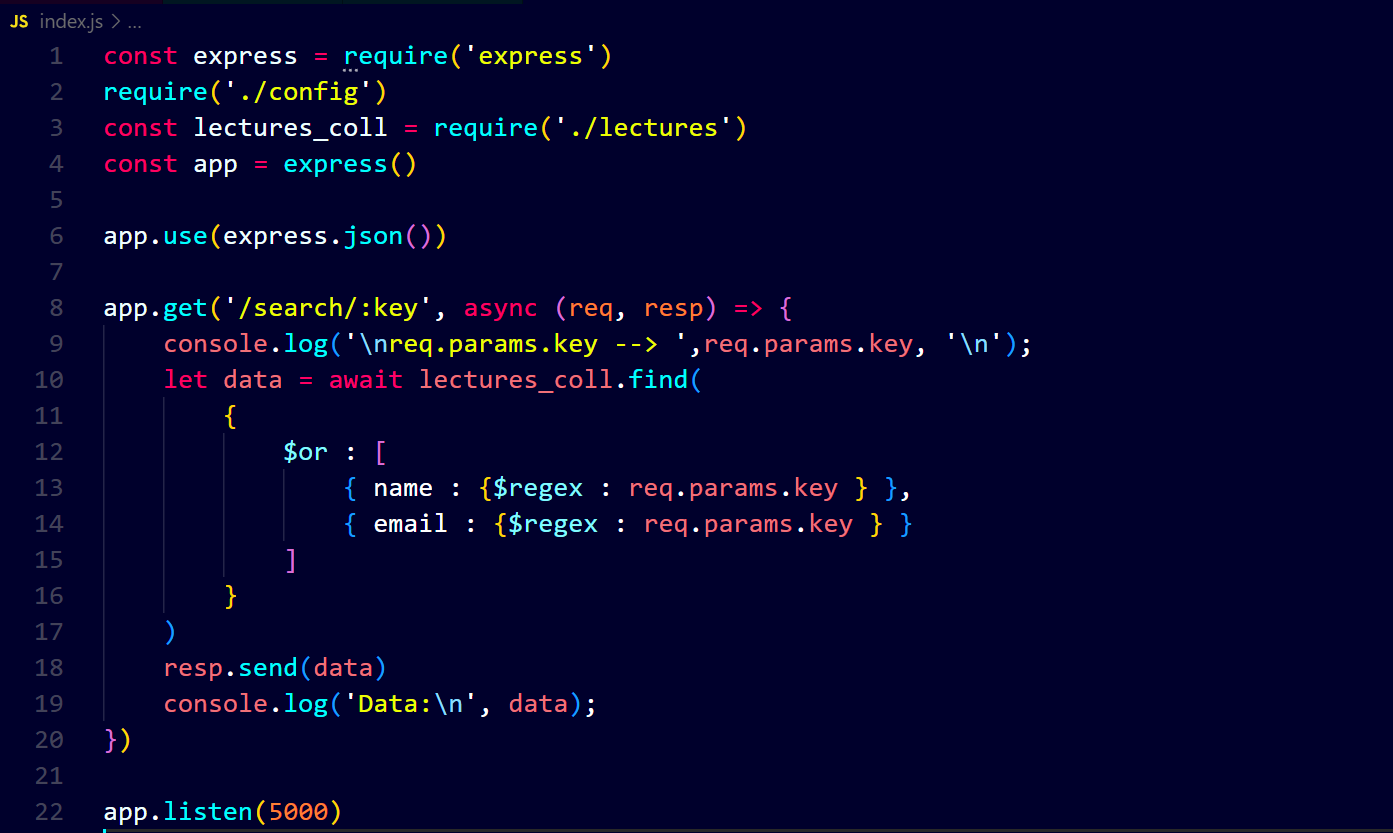 JS index.js > ...
1 const express = require('express')
2 require('./config')
3 const lectures_coll = require('./lectures')
4 const app = express()
5
6 app.use(express.json())
7
8 app.get('/search/:key', async (req, resp) => {
9     console.log('\nreq.params.key --> ',req.params.key, '\n');
10     let data = await lectures_coll.find(
11         {
12             $or : [
13                 { name : {$regex : req.params.key } },
14                 { email : {$regex : req.params.key } }
15             ]
16         }
17     )
18     resp.send(data)
19     console.log('Data:\n', data);
20 })
21
22 app.listen(5000)